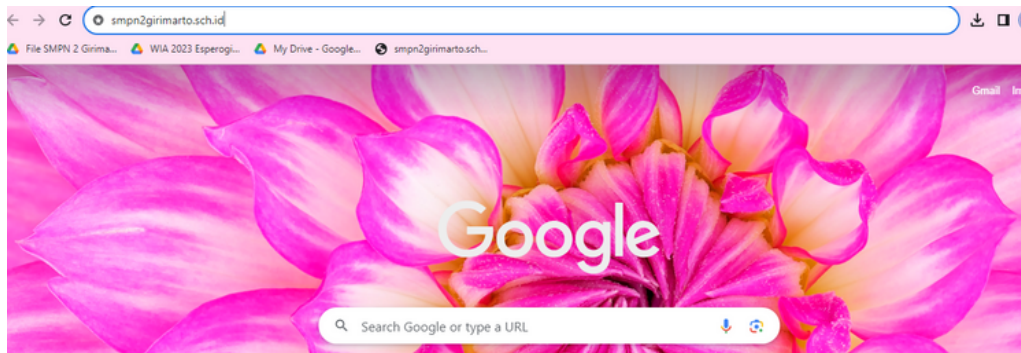 smpn2girimarto.sch.id
File SMPN 2 Girima... WIA 2023 Esperogi... My Drive - Google... smpn2girimarto.sch...
Gmail
Google
Search Google or type a URL